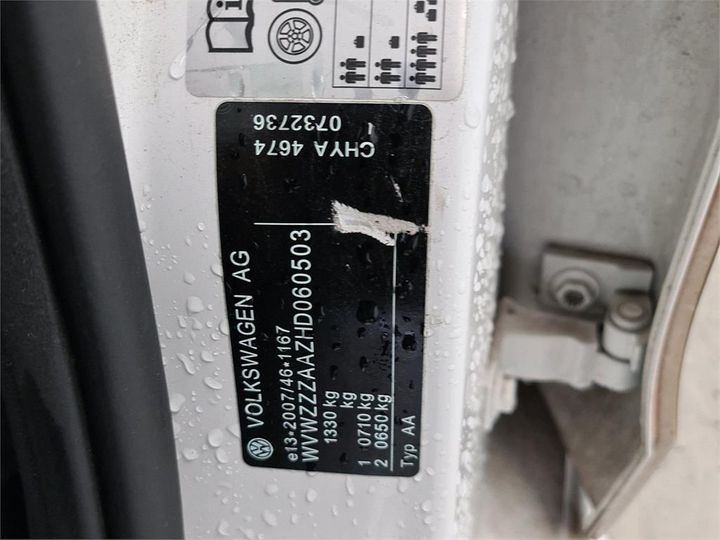 VOLKSWAGEN AG
e13*2007/46*1167
WVWZZZAAZHD060503
1330 kg
kg
1 0710 kg
2 0650 kg
Typ AA
CHYA 4674
0732736